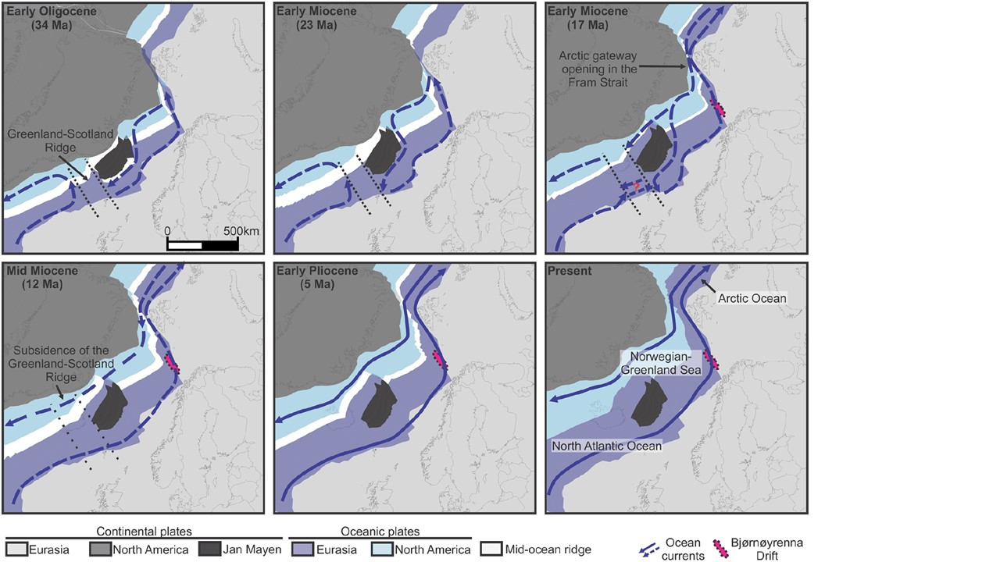 Early Oligocene
(34 Ma)
Greenland-Scotland
Ridge
0 500km
Early Miocene
(23 Ma)
Early Miocene
(17 Ma)
Arctic gateway
opening in the
Fram Strait
?
Mid Miocene
(12 Ma)
Subsidence of the
Greenland-Scotland
Ridge
Early Pliocene
(5 Ma)
Present
Arctic Ocean
Norwegian-
Greenland Sea
North Atlantic Ocean
Continental plates
Eurasia North America Jan Mayen
Oceanic plates
Eurasia North America Mid-ocean ridge
Ocean
currents
Bjørnøyrenna
Drift